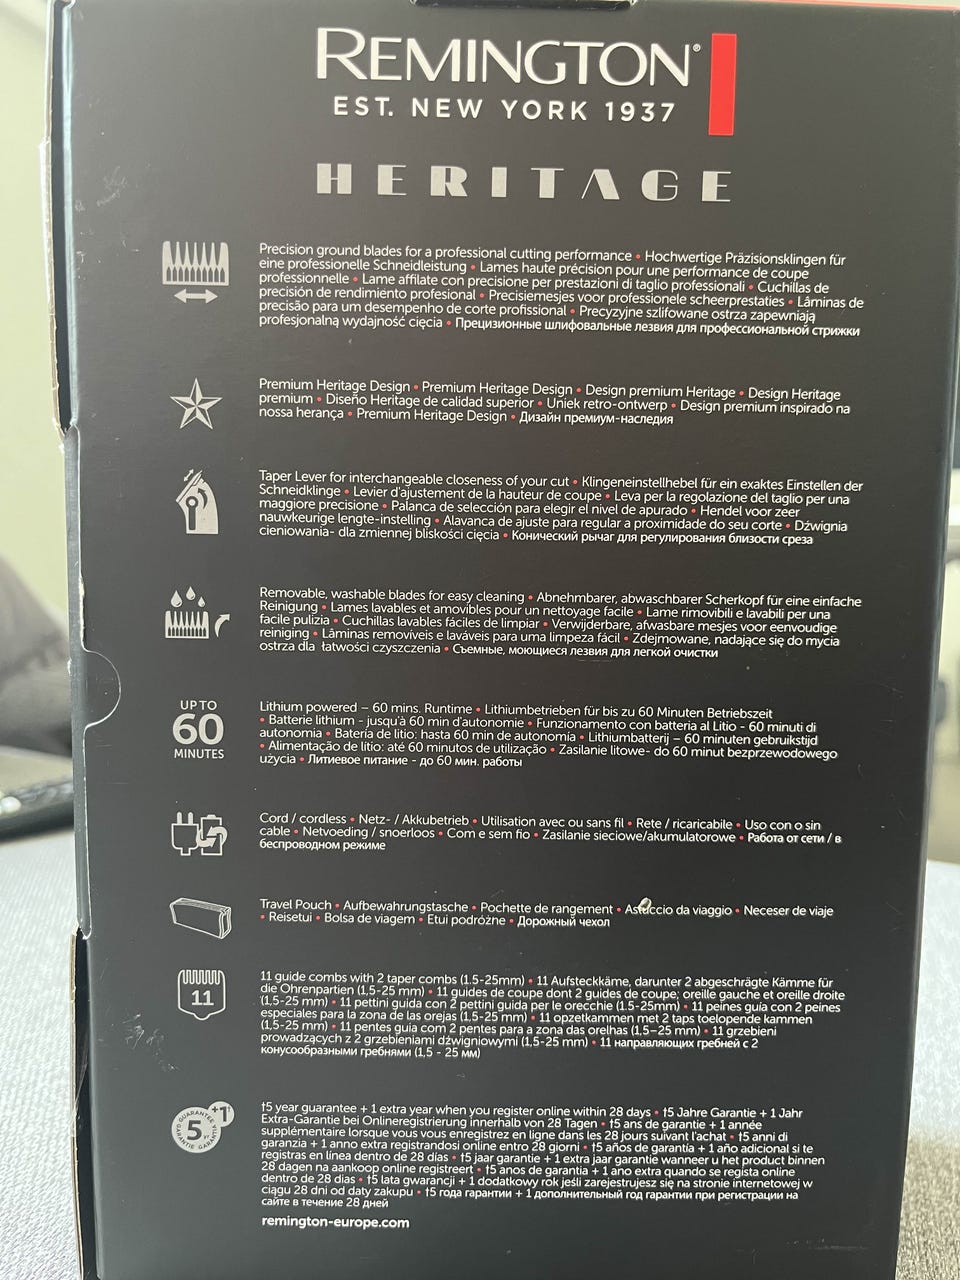 REMINGTON®
EST. NEW YORK 1937
HERITAGE
Precision ground blades for a professional cutting performance • Hochwertige Präzisionsklingen für
eine professionelle Schneidleistung • Lames haute précision pour une performance de coupe
professionnelle • Lame affilate con precisione per prestazioni di taglio professionali • Cuchillas de
precisión de rendimiento profesional • Precisiemesjes voor professionele scheerprestaties • Lâminas de
precisão para um desempenho de corte profissional • Precyzyjne szlifowane ostrza zapewniają
profesjonalną wydajność cięcia • Прецизионные шлифовальные лезвия для профессиональной стрижки
Premium Heritage Design • Premium Heritage Design • Design premium Heritage • Design Heritage
premium • Diseño Heritage de calidad superior • Uniek retro-ontwerp • Design premium inspirado na
nossa herança • Premium Heritage Design • Дизайн премиум-наследия
Taper Lever for interchangeable closeness of your cut • Klingeneinstellhebel für ein exaktes Einstellen der
Schneidklinge • Levier d'ajustement de la hauteur de coupe • Leva per la regolazione del taglio per una
maggiore precisione • Palanca de selección para elegir el nivel de apurado • Hendel voor zeer
nauwkeurige lengte-instelling • Alavanca de ajuste para regular a proximidade do seu corte • Dźwignia
cieniowania- dla zmiennej bliskości cięcia • Конический рычаг для регулирования близости среза
Removable, washable blades for easy cleaning • Abnehmbarer, abwaschbarer Scherkopf für eine einfache
Reinigung • Lames lavables et amovibles pour un nettoyage facile • Lame rimovibili e lavabili per una
facile pulizia • Cuchillas lavables fáciles de limpiar • Verwijderbare, afwasbare mesjes voor eenvoudige
reiniging • Lâminas removíveis e laváveis para uma limpeza fácil • Zdejmowane, nadające się do mycia
ostrza dla łatwości czyszczenia • Съемные, моющиеся лезвия для легкой очистки
UP TO
60
MINUTES
Lithium powered – 60 mins. Runtime • Lithiumbetrieben für bis zu 60 Minuten Betriebszeit
• Batterie lithium - jusqu'à 60 min d'autonomie • Funzionamento con batteria al Litio - 60 minuti di
autonomia • Batería de litio: hasta 60 min de autonomía • Lithiumbatterij – 60 minuten gebruikstijd
• Alimentação de lítio: até 60 minutos de utilização • Zasilanie litowe- do 60 minut bezprzewodowego
użycia • Литиевое питание - до 60 мин. работы
Cord / cordless • Netz- / Akkubetrieb • Utilisation avec ou sans fil • Rete / ricaricabile • Uso con o sin
cable • Netvoeding / snoerloos • Com e sem fio • Zasilanie sieciowe/akumulatorowe • Работа от сети / в
беспроводном режиме
Travel Pouch • Aufbewahrungstasche • Pochette de rangement • Astuccio da viaggio • Neceser de viaje
• Reisetui • Bolsa de viagem • Etui podróżne • Дорожный чехол
11
11 guide combs with 2 taper combs (1.5-25mm) • 11 Aufsteckkäme, darunter 2 abgeschrägte Kämme für
die Ohrenpartien (1,5-25 mm) • 11 guides de coupe dont 2 guides de coupe; oreille gauche et oreille droite
(1,5-25 mm) • 11 pettini guida con 2 pettini guida per le orecchie (1.5-25mm) • 11 peines guía con 2 peines
especiales para la zona de las orejas (1,5-25 mm) • 11 opzetkammen met 2 taps toelopende kammen
(1,5-25 mm) • 11 pentes guia com 2 pentes para a zona das orelhas (1,5–25 mm) • 11 grzebieni
prowadzących z 2 grzebieniami dźwigniowymi (1,5-25 mm) • 11 направляющих гребней с 2
конусообразными гребнями (1,5 - 25 мм)
5
+1†
†5 year guarantee + 1 extra year when you register online within 28 days • †5 Jahre Garantie + 1 Jahr
Extra-Garantie bei Onlineregistrierung innerhalb von 28 Tagen • †5 ans de garantie + 1 année
supplémentaire lorsque vous vous enregistrez en ligne dans les 28 jours suivant l'achat • †5 anni di
garanzia + 1 anno extra registrandosi online entro 28 giorni • †5 años de garantía + 1 año adicional si te
registras en línea dentro de 28 días • †5 jaar garantie + 1 extra jaar garantie wanneer u het product binnen
28 dagen na aankoop online registreert • †5 anos de garantia + 1 ano extra quando se regista online
dentro de 28 dias • †5 lata gwarancji + 1 dodatkowy rok jeśli zarejestrujesz się na stronie internetowej w
ciągu 28 dni od daty zakupu • †5 года гарантии + 1 дополнительный год гарантии при регистрации на
сайте в течение 28 дней
remington-europe.com